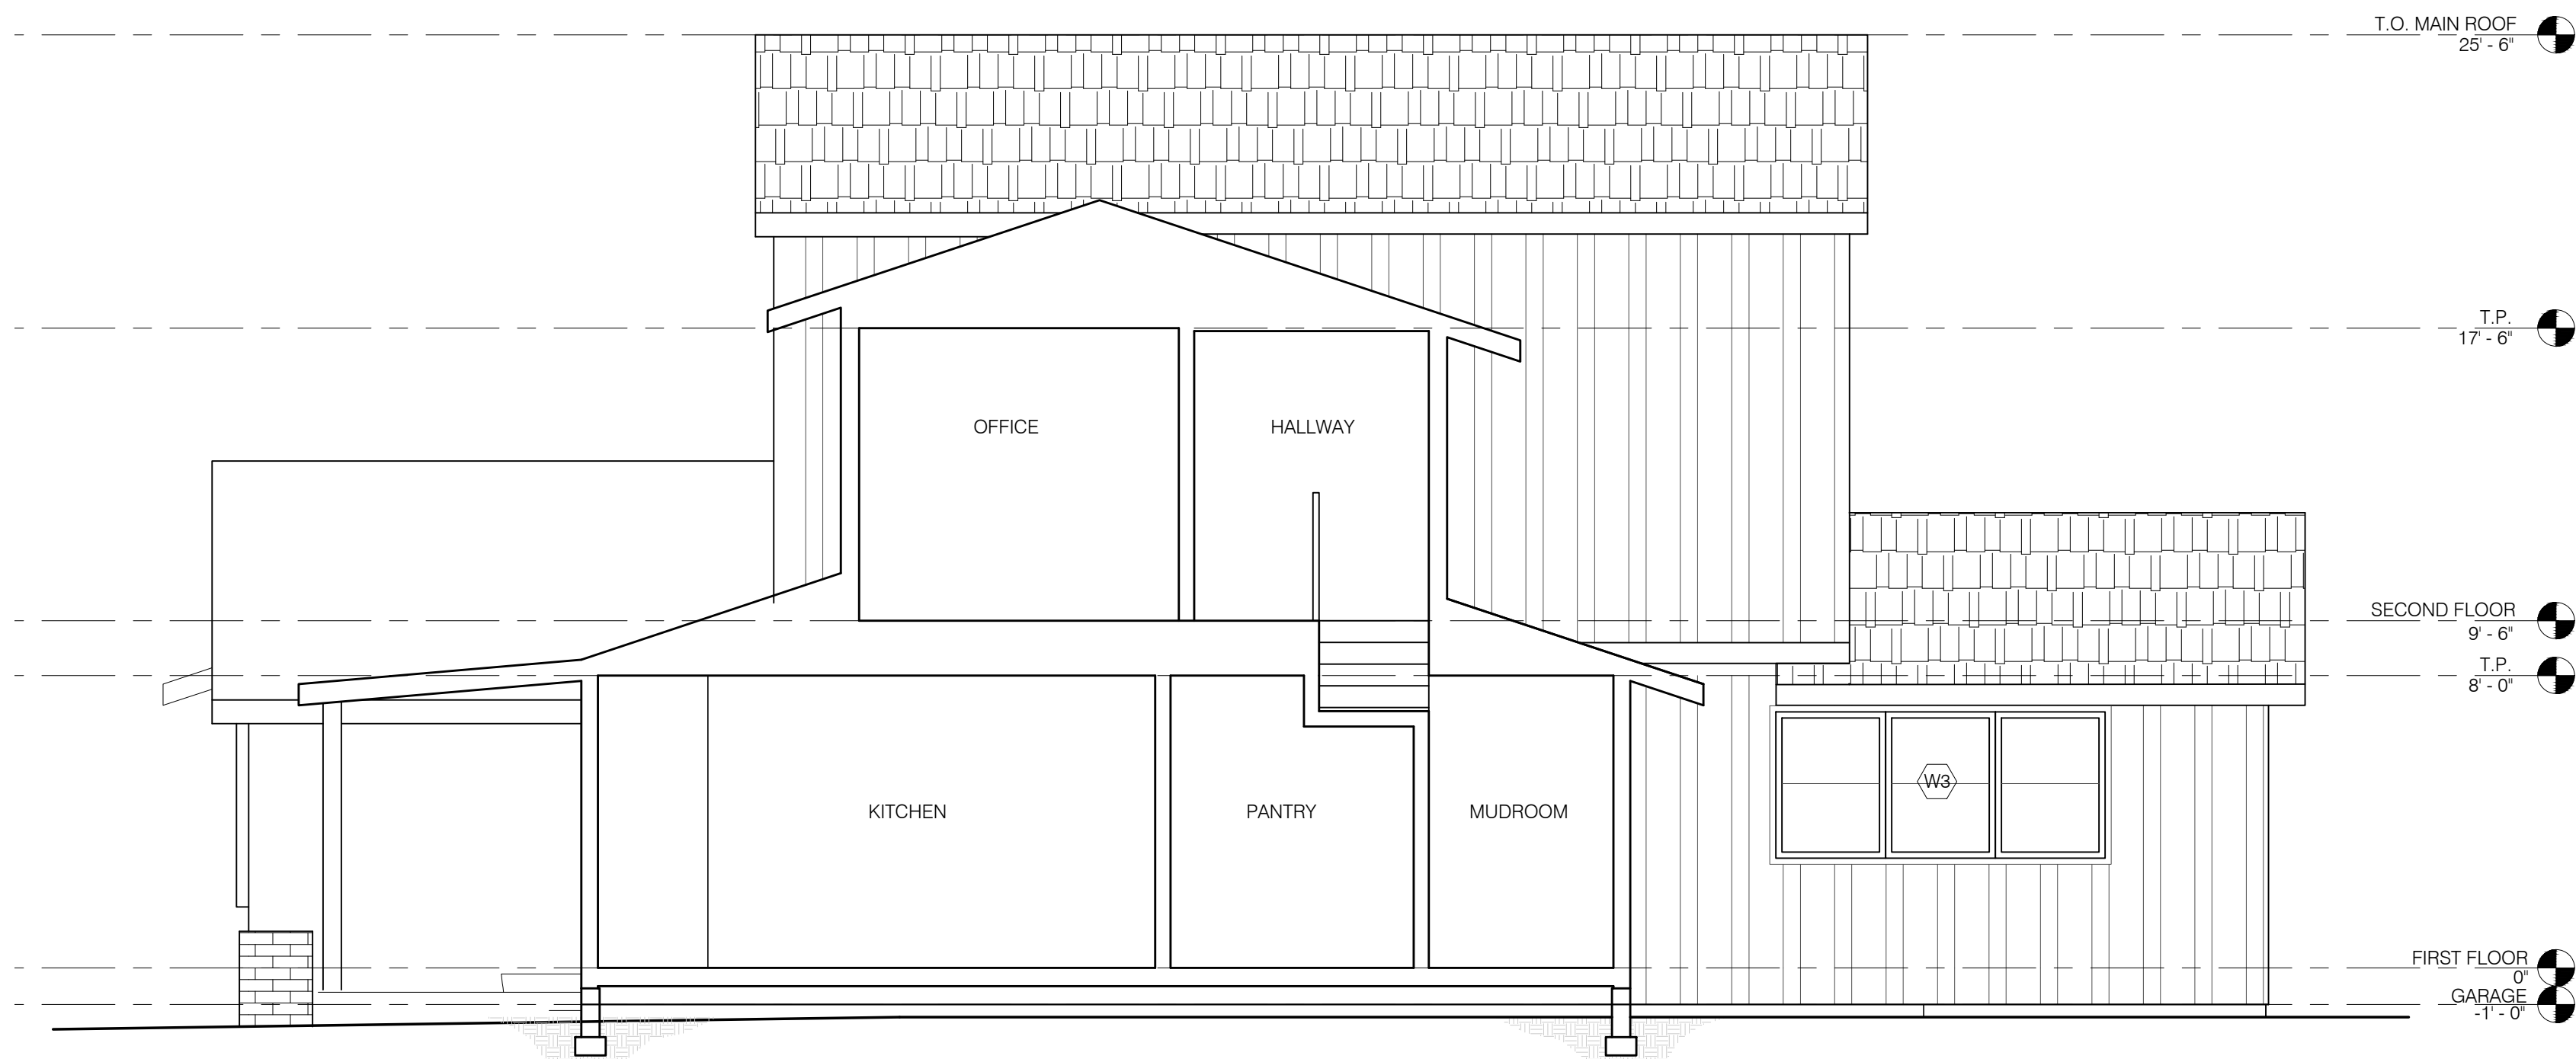 T.O. MAIN ROOF
25' - 6"
T.P.
17' - 6"
OFFICE
HALLWAY
SECOND FLOOR
9' - 6"
T.P.
8' - 0"
W3
KITCHEN
PANTRY
MUDROOM
FIRST FLOOR
0"
GARAGE
-1' - 0"